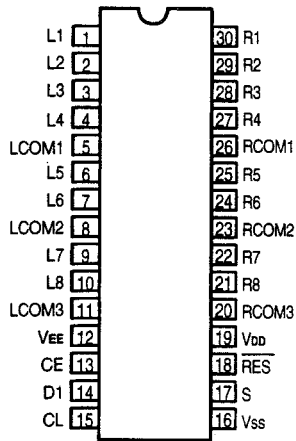 L1 1 30 R1
L2 2 29 R2
L3 3 28 R3
L4 4 27 R4
LCOM1 5 26 RCOM1
L5 6 25 R5
L6 7 24 R6
LCOM2 8 23 RCOM2
L7 9 22 R7
L8 10 21 R8
LCOM3 11 20 RCOM3
VEE 12 19 VDD
CE 13 18 RES
D1 14 17 S
CL 15 16 VSS